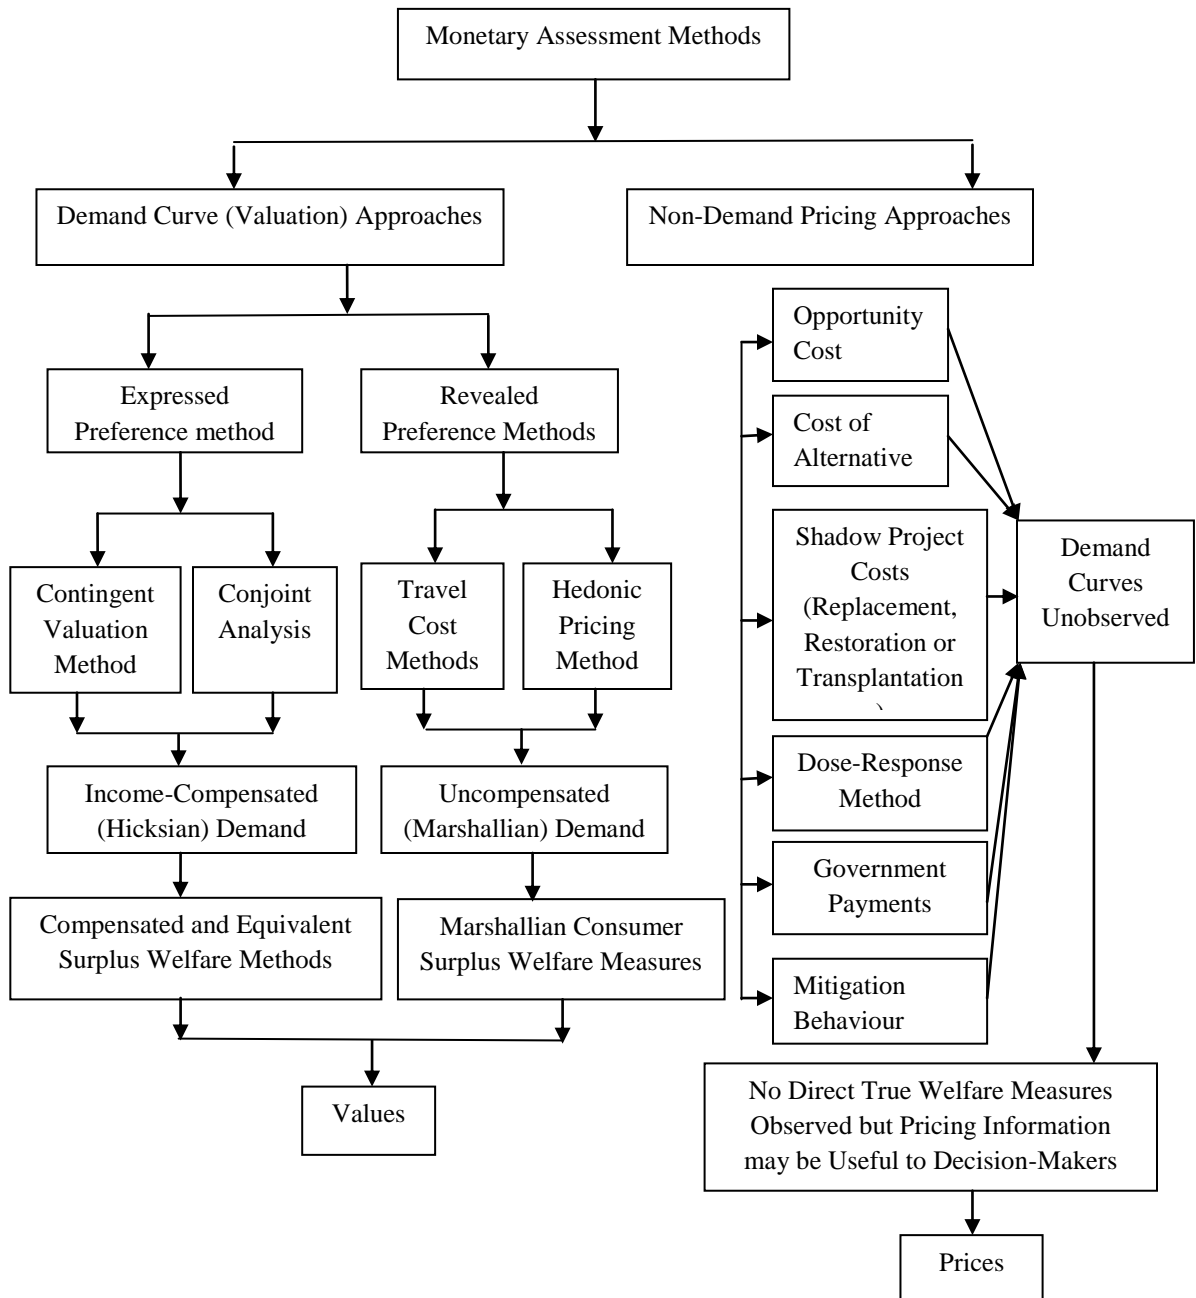 Monetary Assessment Methods
Demand Curve (Valuation) Approaches
Non-Demand Pricing Approaches
Expressed
Preference method
Revealed
Preference Methods
Contingent
Valuation
Method
Conjoint
Analysis
Travel
Cost
Methods
Hedonic
Pricing
Method
Income-Compensated
(Hicksian) Demand
Uncompensated
(Marshallian) Demand
Compensated and Equivalent
Surplus Welfare Methods
Marshallian Consumer
Surplus Welfare Measures
Values
Opportunity
Cost
Cost of
Alternative
Shadow Project
Costs
(Replacement,
Restoration or
Transplantation
Dose-Response
Method
Government
Payments
Mitigation
Behaviour
Demand
Curves
Unobserved
No Direct True Welfare Measures
Observed but Pricing Information
may be Useful to Decision-Makers
Prices